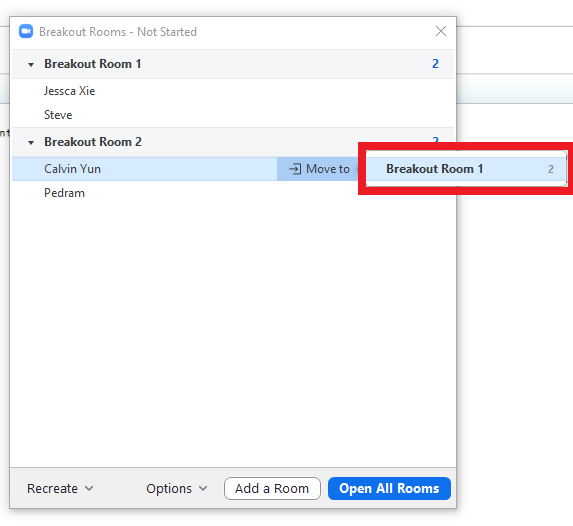 Breakout Rooms - Not Started
Breakout Room 1 2
Jessca Xie
Steve
Breakout Room 2 2
Calvin Yun Move to Breakout Room 1 2
Pedram
Recreate Options Add a Room Open All Rooms